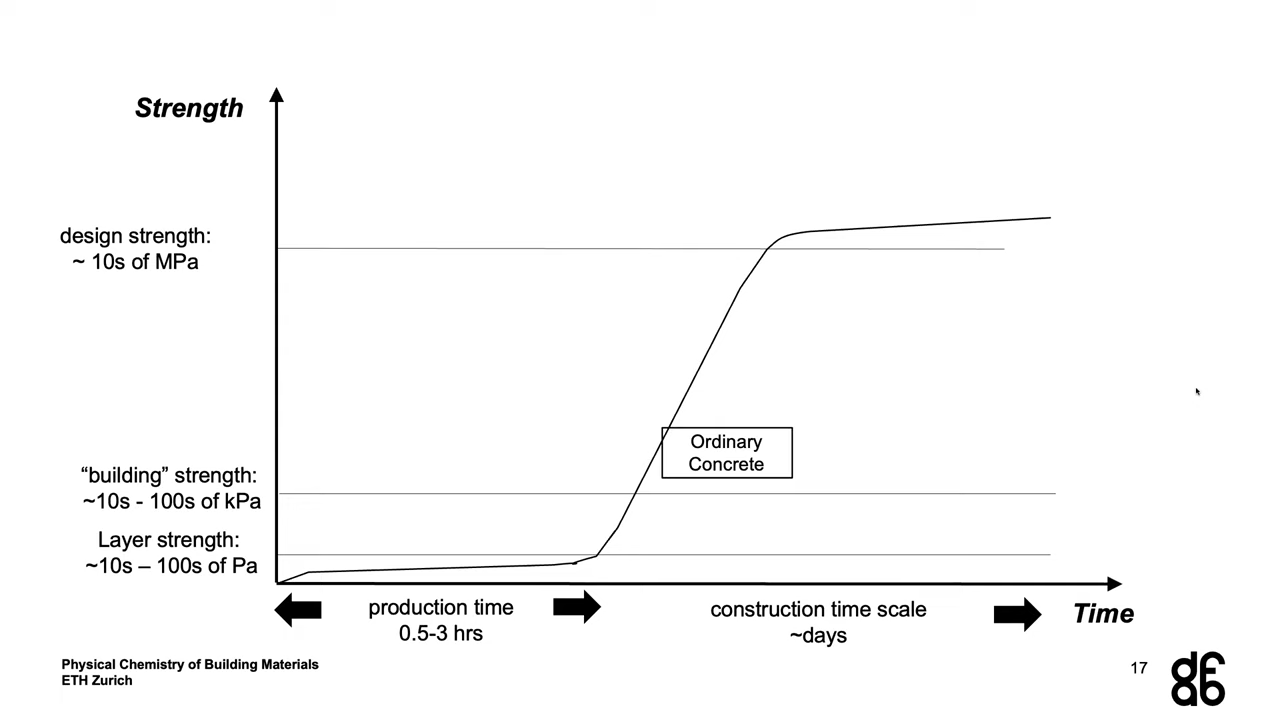 Strength
design strength:
~ 10s of MPa
Ordinary
Concrete
“building” strength:
~10s - 100s of kPa
Layer strength:
~10s – 100s of Pa
production time
0.5-3 hrs
construction time scale
~days
Time
Physical Chemistry of Building Materials
ETH Zurich
17
dfab